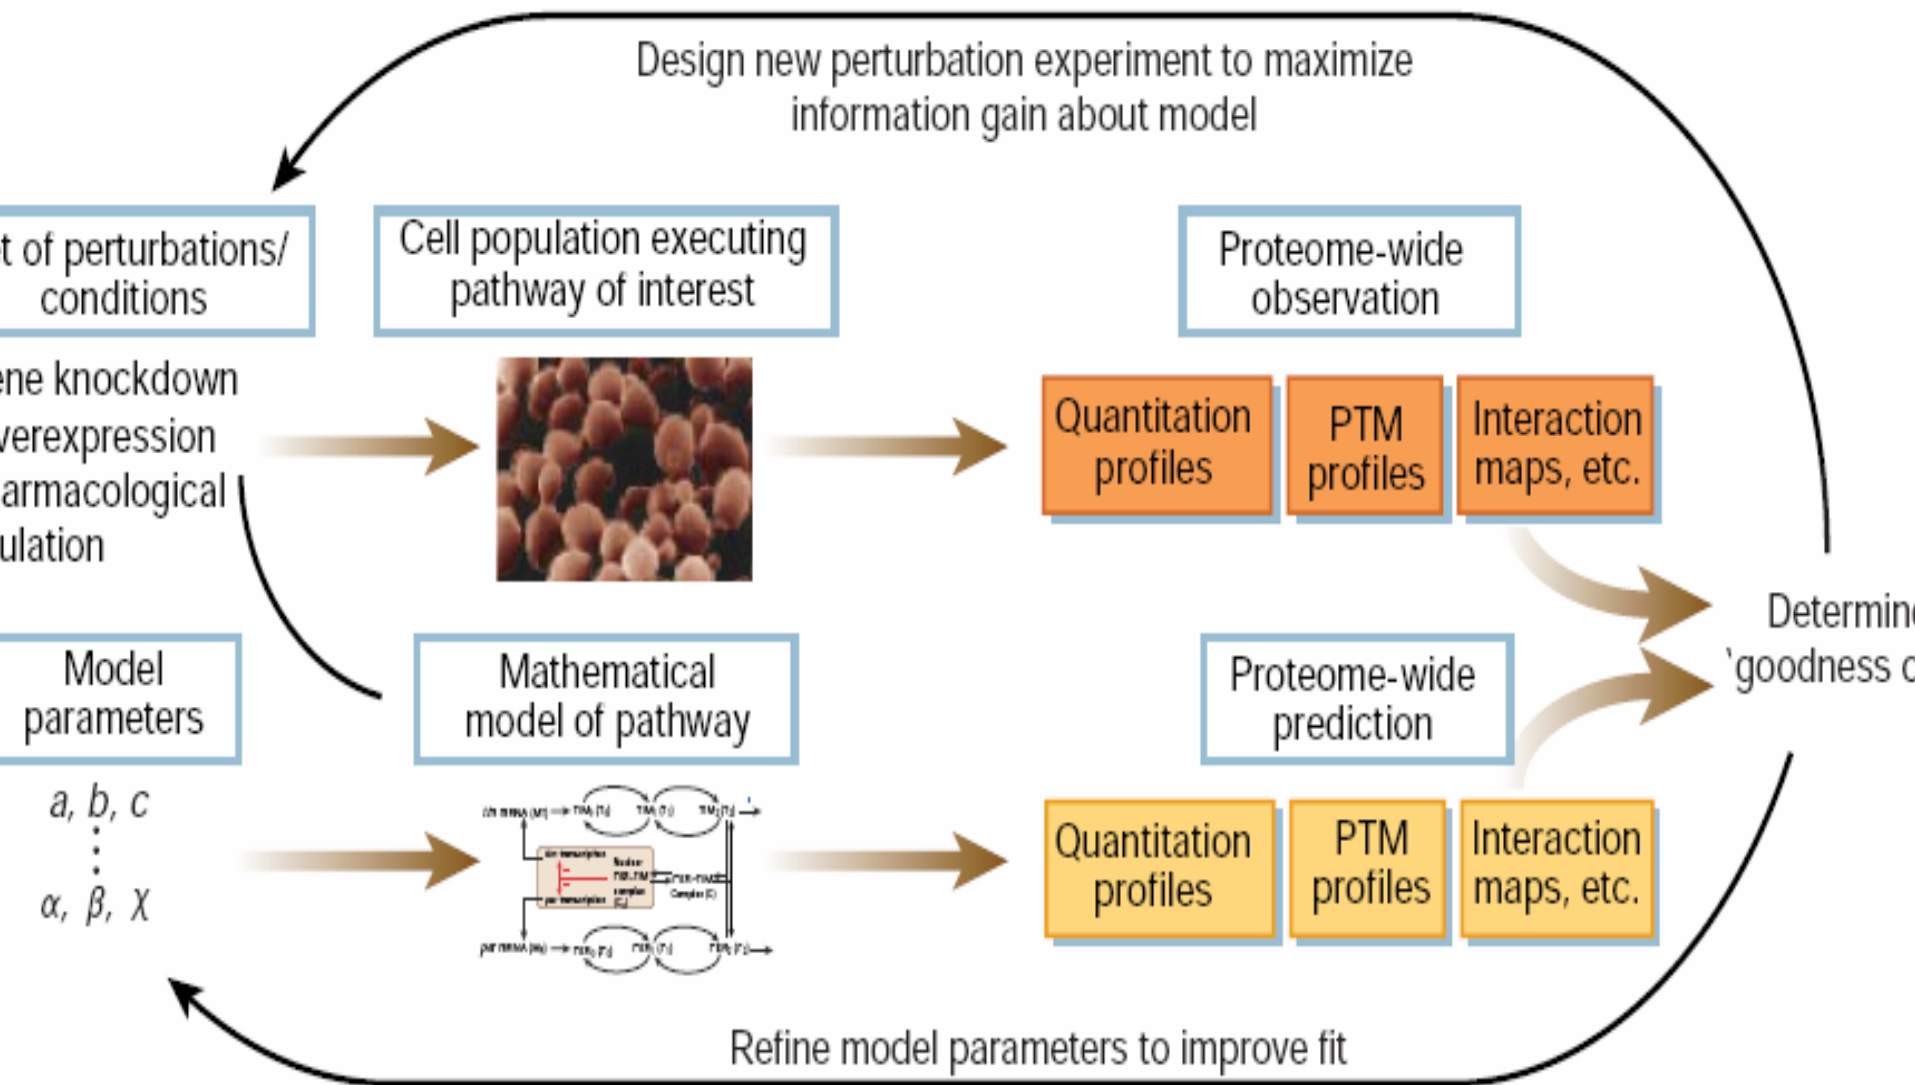 Design new perturbation experiment to maximize
information gain about model
t of perturbations/
conditions
Cell population executing
pathway of interest
Proteome-wide
observation
ene knockdown
verexpression
armacological
ulation
Quantitation
profiles
PTM
profiles
Interaction
maps, etc.
Determine
'goodness o
Model
parameters
Mathematical
model of pathway
Proteome-wide
prediction
a, b, c
α, β, χ
Quantitation
profiles
PTM
profiles
Interaction
maps, etc.
Refine model parameters to improve fit